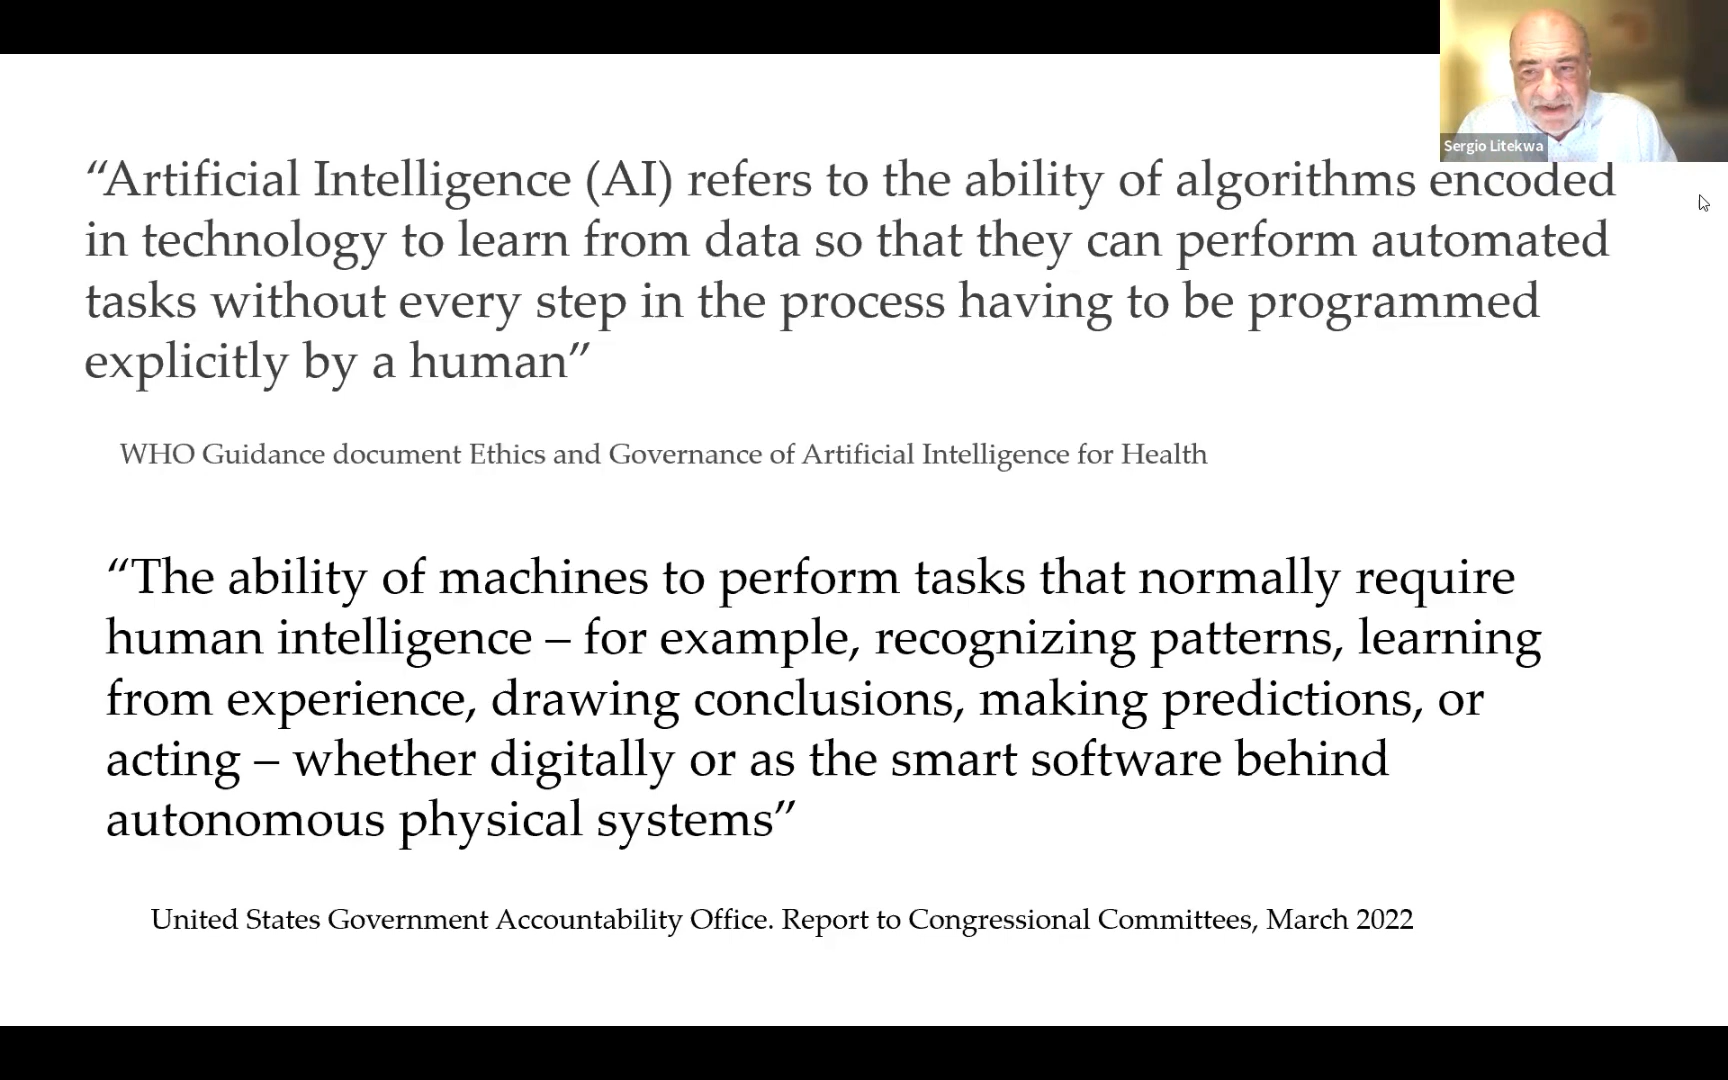 Sergio Litekwa
“Artificial Intelligence (AI) refers to the ability of algorithms encoded
in technology to learn from data so that they can perform automated
tasks without every step in the process having to be programmed
explicitly by a human”
WHO Guidance document Ethics and Governance of Artificial Intelligence for Health
“The ability of machines to perform tasks that normally require
human intelligence – for example, recognizing patterns, learning
from experience, drawing conclusions, making predictions, or
acting – whether digitally or as the smart software behind
autonomous physical systems”
United States Government Accountability Office. Report to Congressional Committees, March 2022